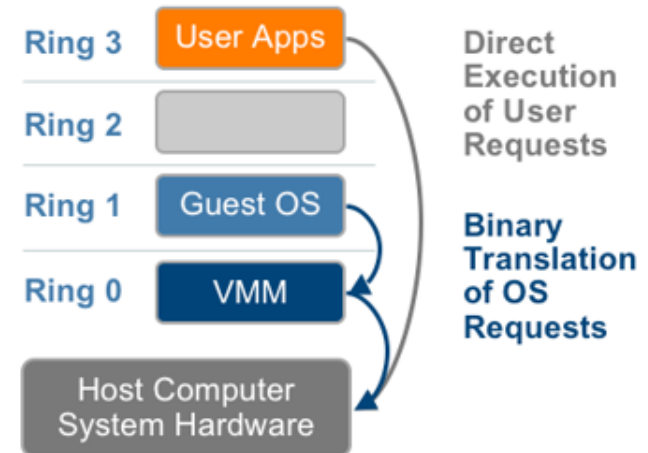 Ring 3
User Apps
Direct
Execution
of User
Requests
Ring 2
Ring 1
Guest OS
Binary
Translation
of OS
Requests
Ring 0
VMM
Host Computer
System Hardware